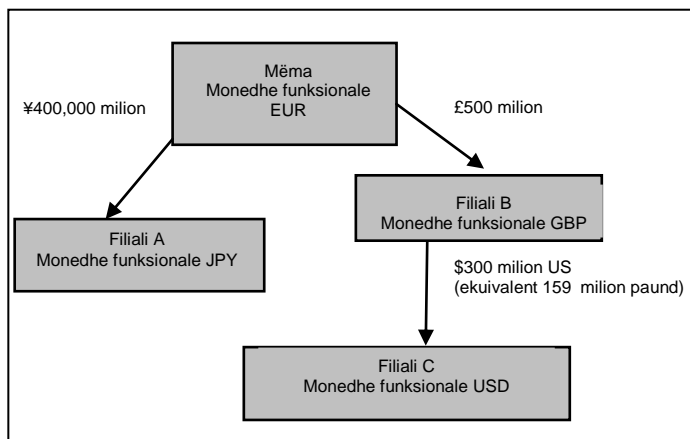 Mëma
Monedhe funksionale
EUR
¥400,000 milion
£500 milion
Filiali A
Monedhe funksionale JPY
Filiali B
Monedhe funksionale GBP
$300 milion US
(ekuivalent 159 milion paund)
Filiali C
Monedhe funksionale USD